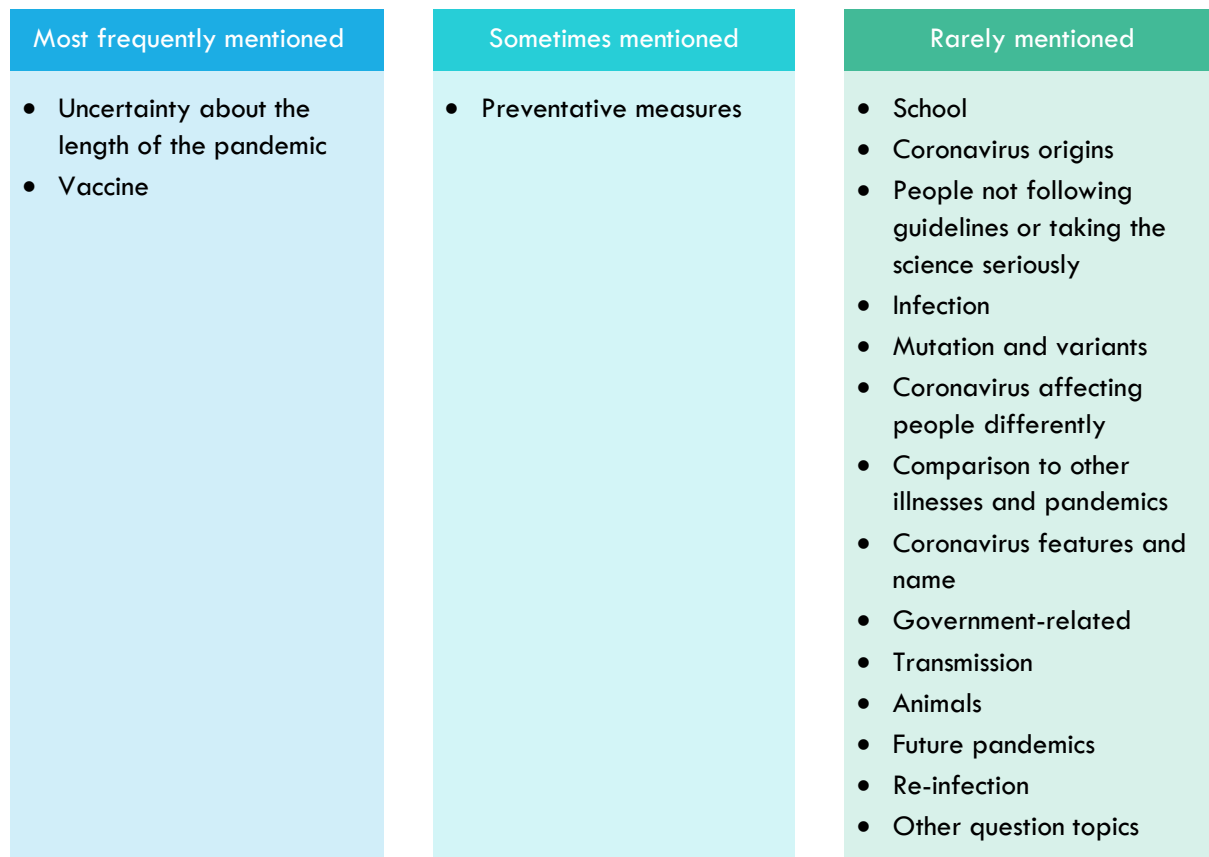 Most frequently mentioned
• Uncertainty about the
length of the pandemic
• Vaccine
Sometimes mentioned
• Preventative measures
Rarely mentioned
• School
• Coronavirus origins
• People not following
guidelines or taking the
science seriously
• Infection
• Mutation and variants
• Coronavirus affecting
people differently
• Comparison to other
illnesses and pandemics
• Coronavirus features and
name
• Government-related
• Transmission
• Animals
• Future pandemics
• Re-infection
• Other question topics